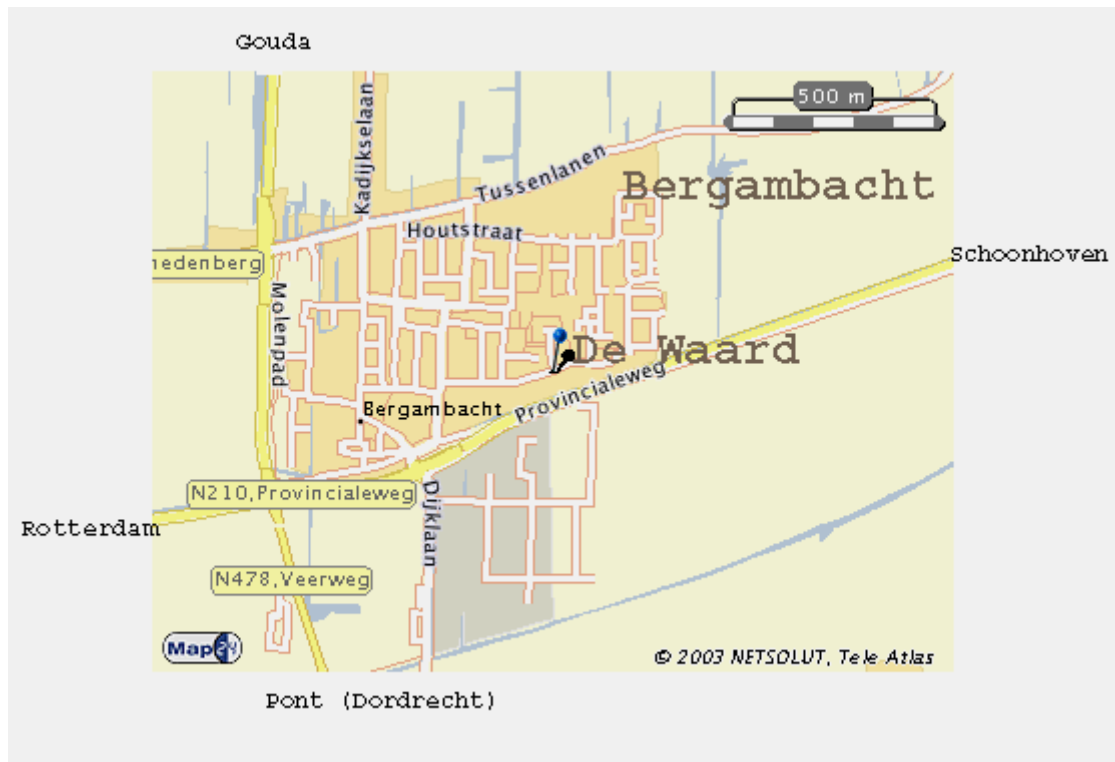 Gouda
500 m
Kadijkselaan
Tussenlanen
Bergambacht
Houtstraat
Schoonhoven
nedenberg
Molenpad
De Waard
Provincialeweg
Bergambacht
N210,Provincialeweg
Dijklaan
Rotterdam
N478,Veerweg
Map24
© 2003 NETSOLUT, Tele Atlas
Pont (Dordrecht)